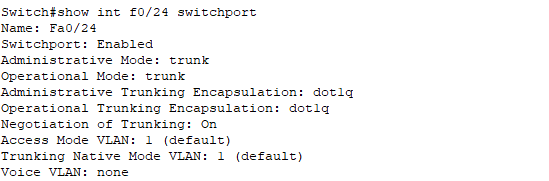 Switch#show int f0/24 switchport
Name: Fa0/24
Switchport: Enabled
Administrative Mode: trunk
Operational Mode: trunk
Administrative Trunking Encapsulation: dot1q
Operational Trunking Encapsulation: dot1q
Negotiation of Trunking: On
Access Mode VLAN: 1 (default)
Trunking Native Mode VLAN: 1 (default)
Voice VLAN: none